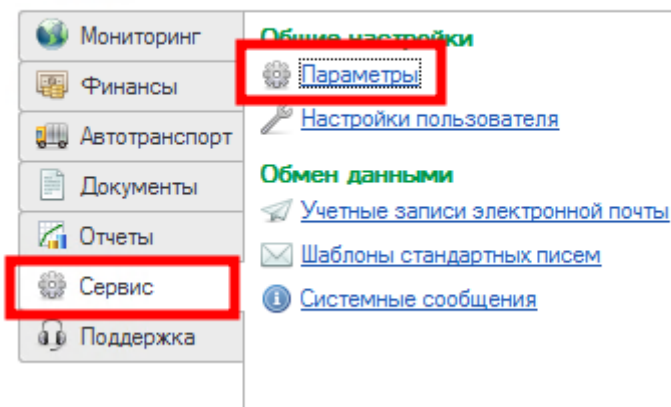 Мониторинг
Финансы
Автотранспорт
Документы
Отчеты
Сервис
Поддержка
Общие настройки
Параметры
Настройки пользователя
Обмен данными
Учетные записи электронной почты
Шаблоны стандартных писем
Системные сообщения